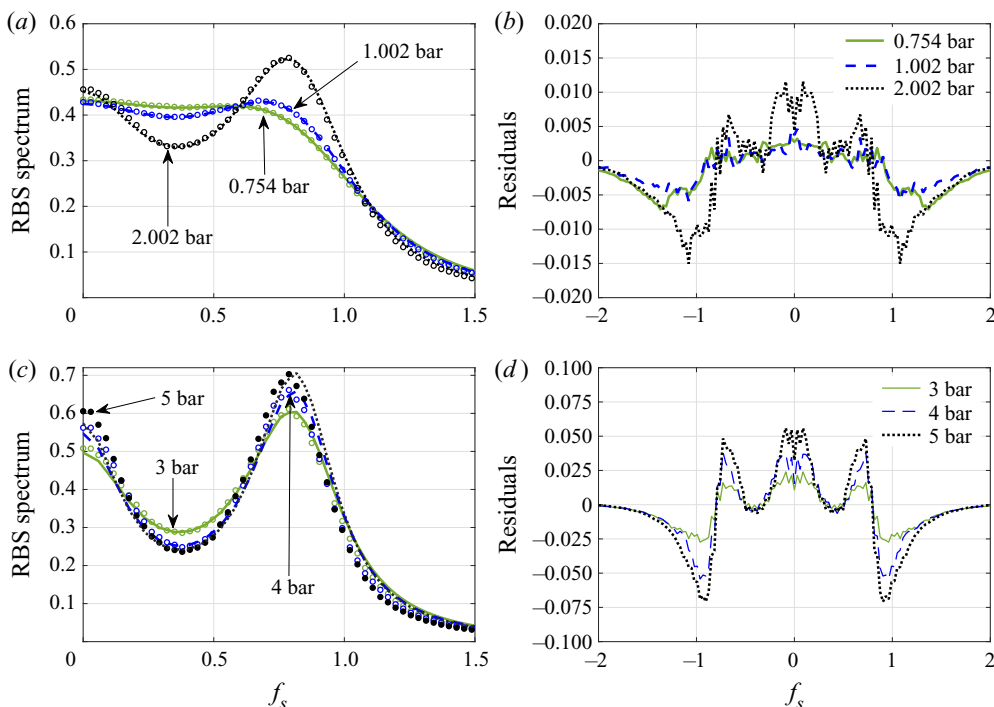 (a)
RBS spectrum
0.6
0.5
0.4
0.3
0.2
0.1
0
0.5
1.0
1.5
1.002 bar
0.754 bar
2.002 bar
(b)
Residuals
0.020
0.015
0.010
0.005
0
−0.005
−0.010
−0.015
−0.020
−2
−1
0
1
2
0.754 bar
1.002 bar
2.002 bar
(c)
RBS spectrum
0.7
0.6
0.5
0.4
0.3
0.2
0.1
0
0.5
1.0
1.5
5 bar
3 bar
4 bar
f_s
(d)
Residuals
0.100
0.075
0.050
0.025
0
−0.025
−0.050
−0.075
−0.100
−2
−1
0
1
2
3 bar
4 bar
5 bar
f_s